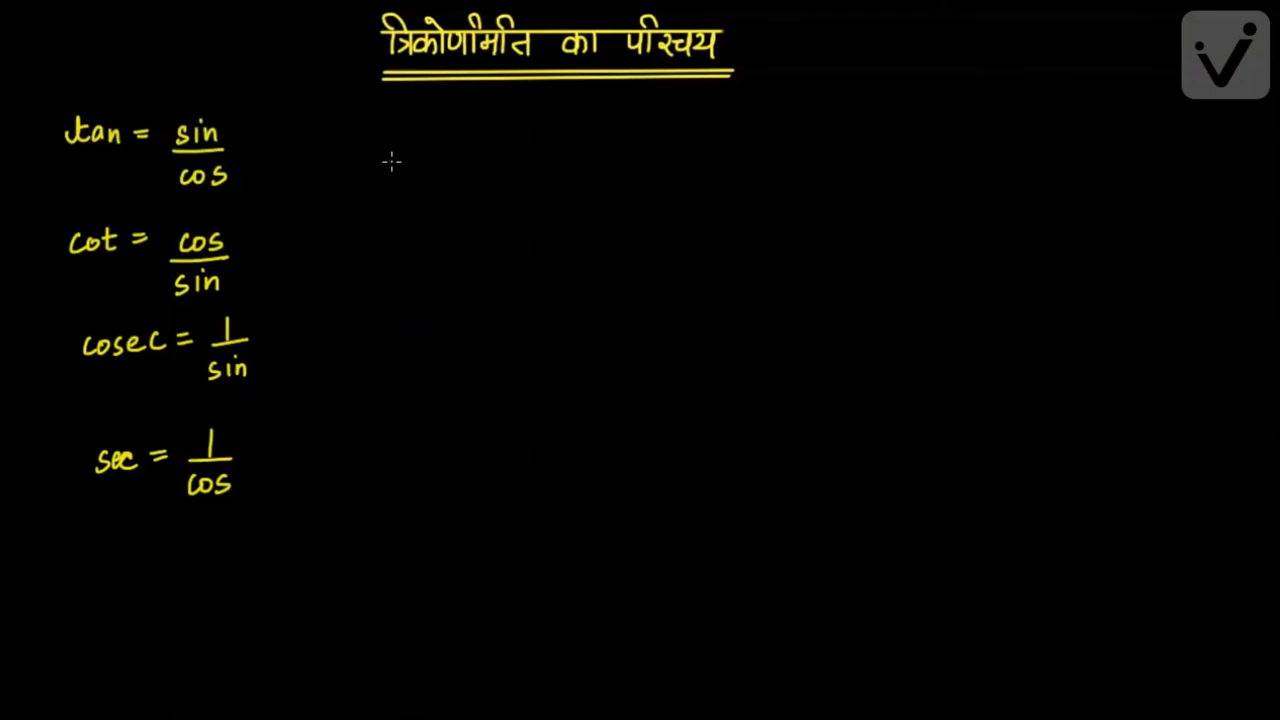 त्रिकोणमिति का परिचय
tan = sin
cos
cot = cos
sin
cosec = 1
sin
sec = 1
cos